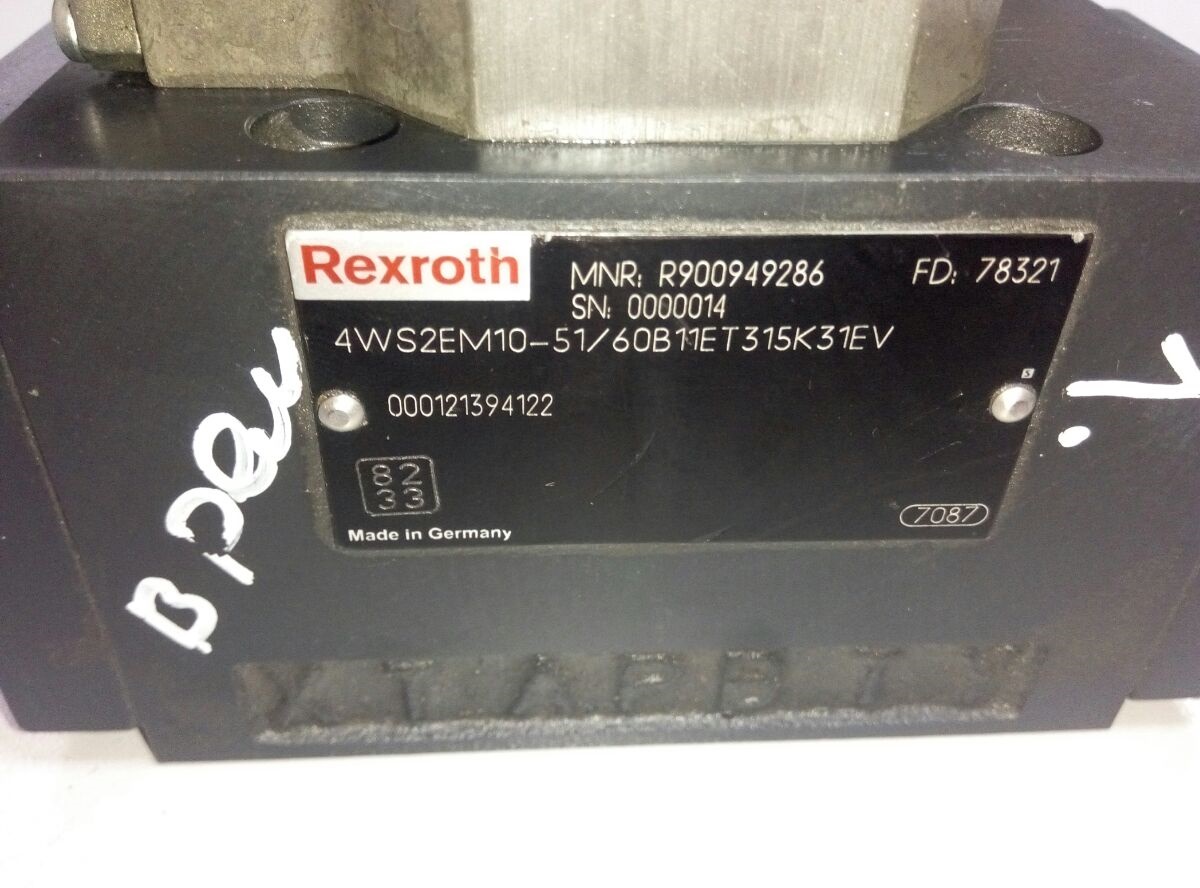 Rexroth
MNR: R900949286 FD: 78321
SN: 0000014
4WS2EM10-51/60B11ET315K31EV
000121394122
82
33
7087
Made in Germany
X T A P B T Y